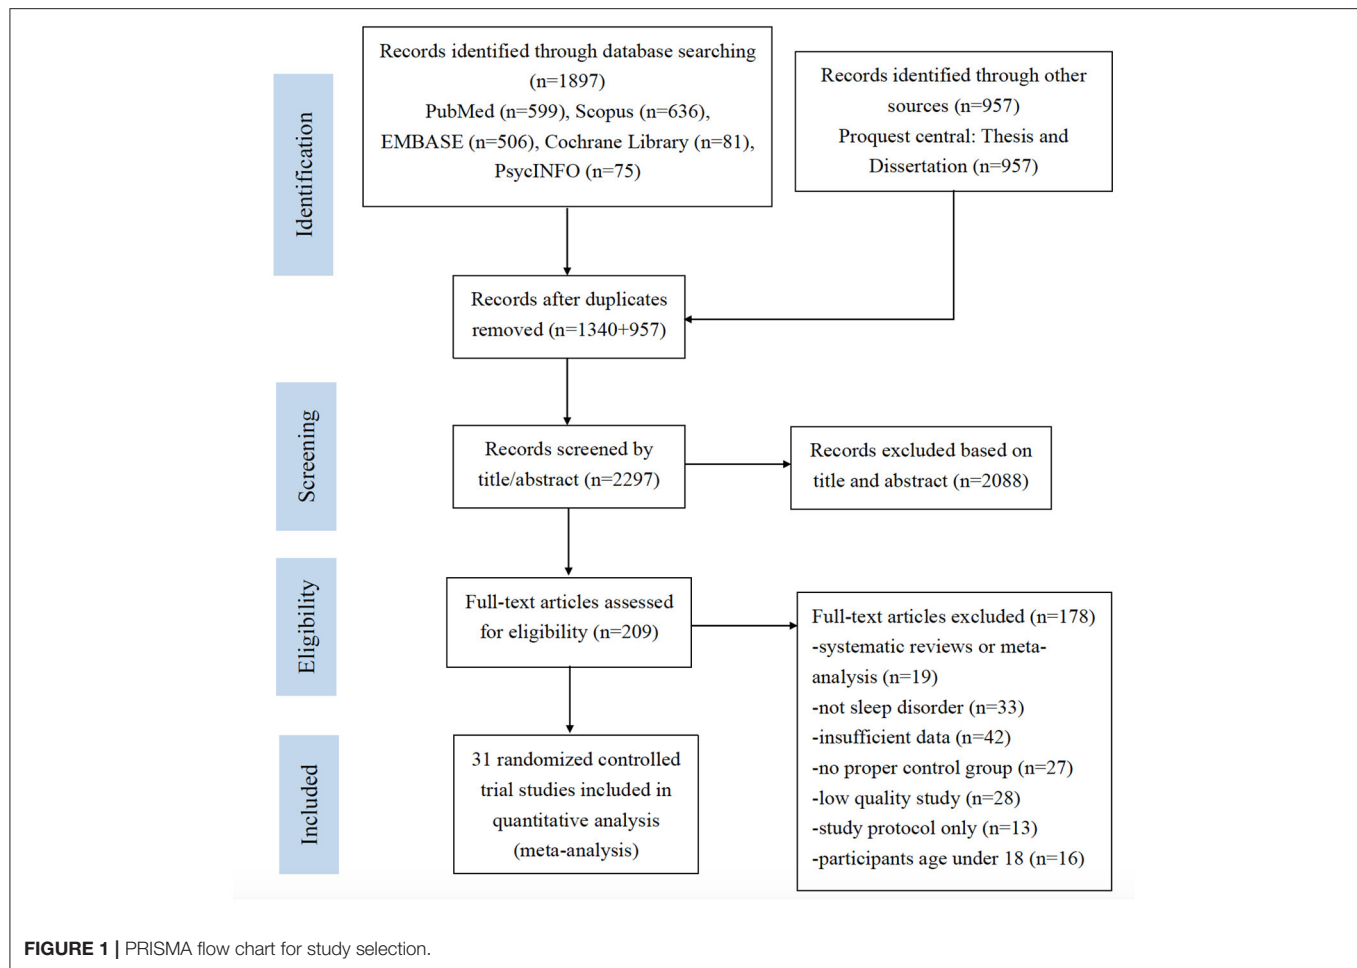 Identification
Records identified through database searching
(n=1897)
PubMed (n=599), Scopus (n=636),
EMBASE (n=506), Cochrane Library (n=81),
PsycINFO (n=75)
Records identified through other
sources (n=957)
Proquest central: Thesis and
Dissertation (n=957)
Records after duplicates
removed (n=1340+957)
Screening
Records screened by
title/abstract (n=2297)
Records excluded based on
title and abstract (n=2088)
Eligibility
Full-text articles assessed
for eligibility (n=209)
Full-text articles excluded (n=178)
-systematic reviews or meta-
analysis (n=19)
-not sleep disorder (n=33)
-insufficient data (n=42)
-no proper control group (n=27)
-low quality study (n=28)
-study protocol only (n=13)
-participants age under 18 (n=16)
Included
31 randomized controlled
trial studies included in
quantitative analysis
(meta-analysis)
FIGURE 1 | PRISMA flow chart for study selection.